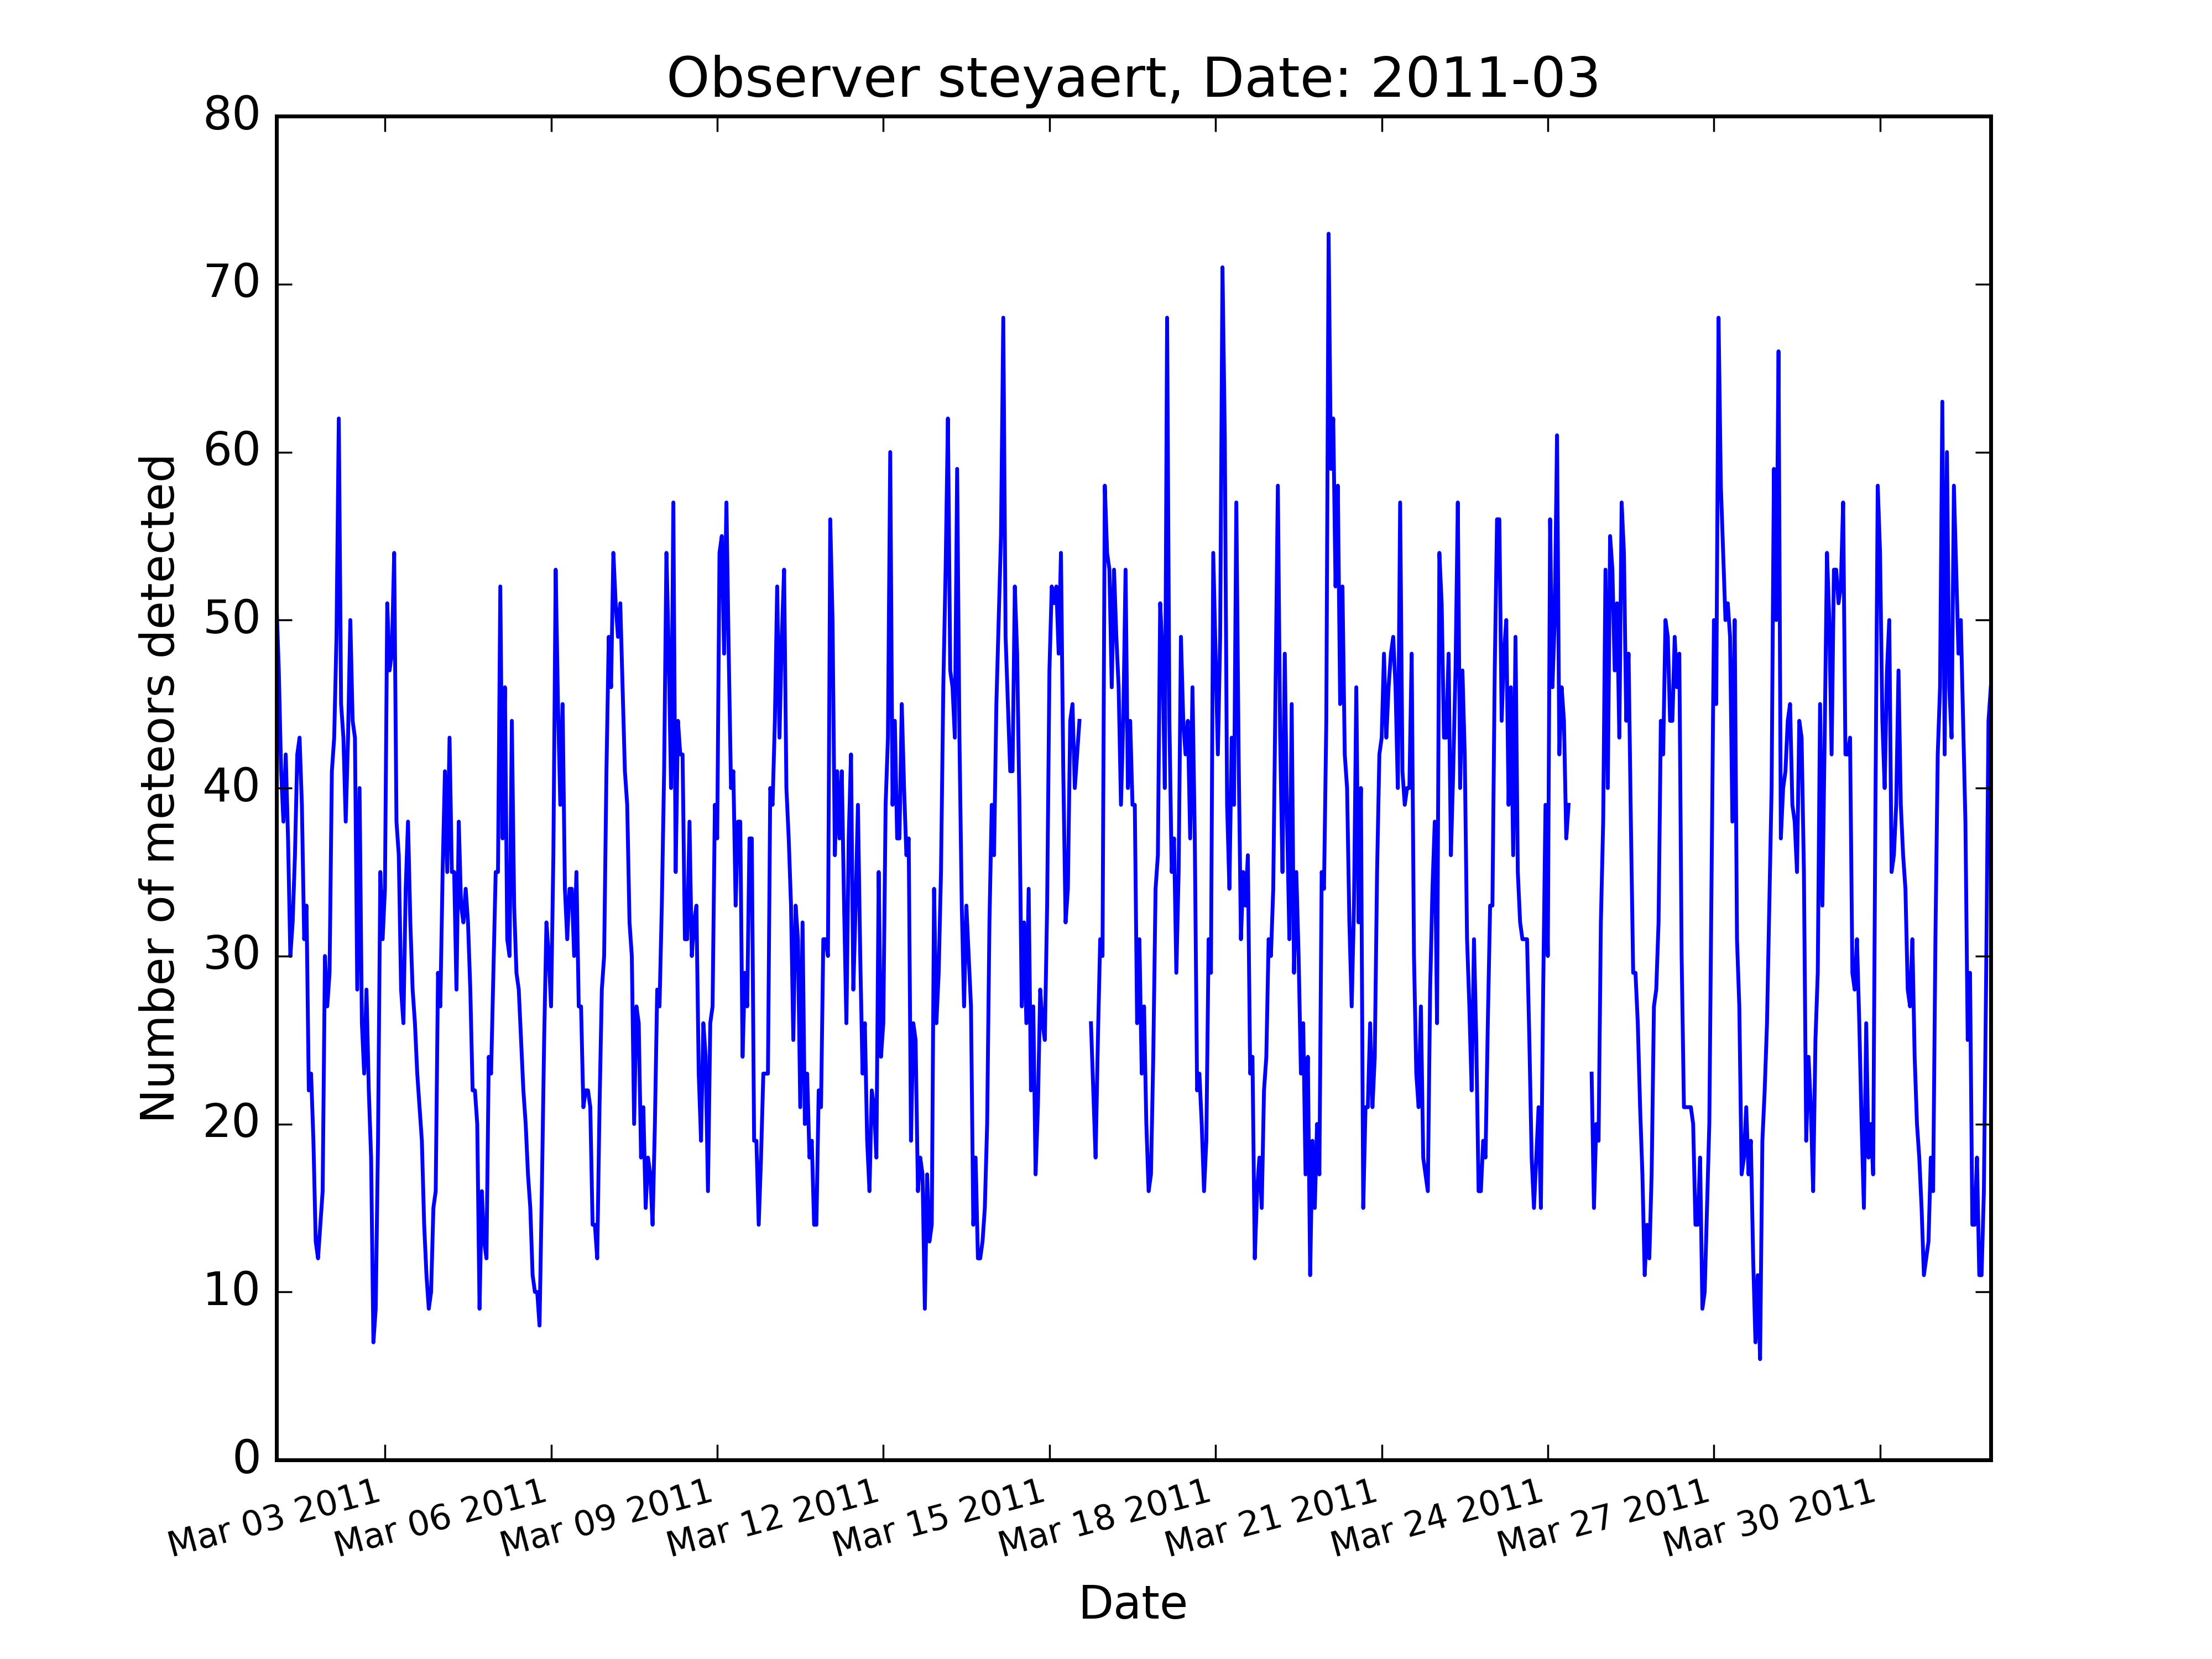 Observer steyaert, Date: 2011-03
80
70
60
50
40
30
20
10
0
Number of meteors detected
Mar 03 2011
Mar 06 2011
Mar 09 2011
Mar 12 2011
Mar 15 2011
Mar 18 2011
Mar 21 2011
Mar 24 2011
Mar 27 2011
Mar 30 2011
Date